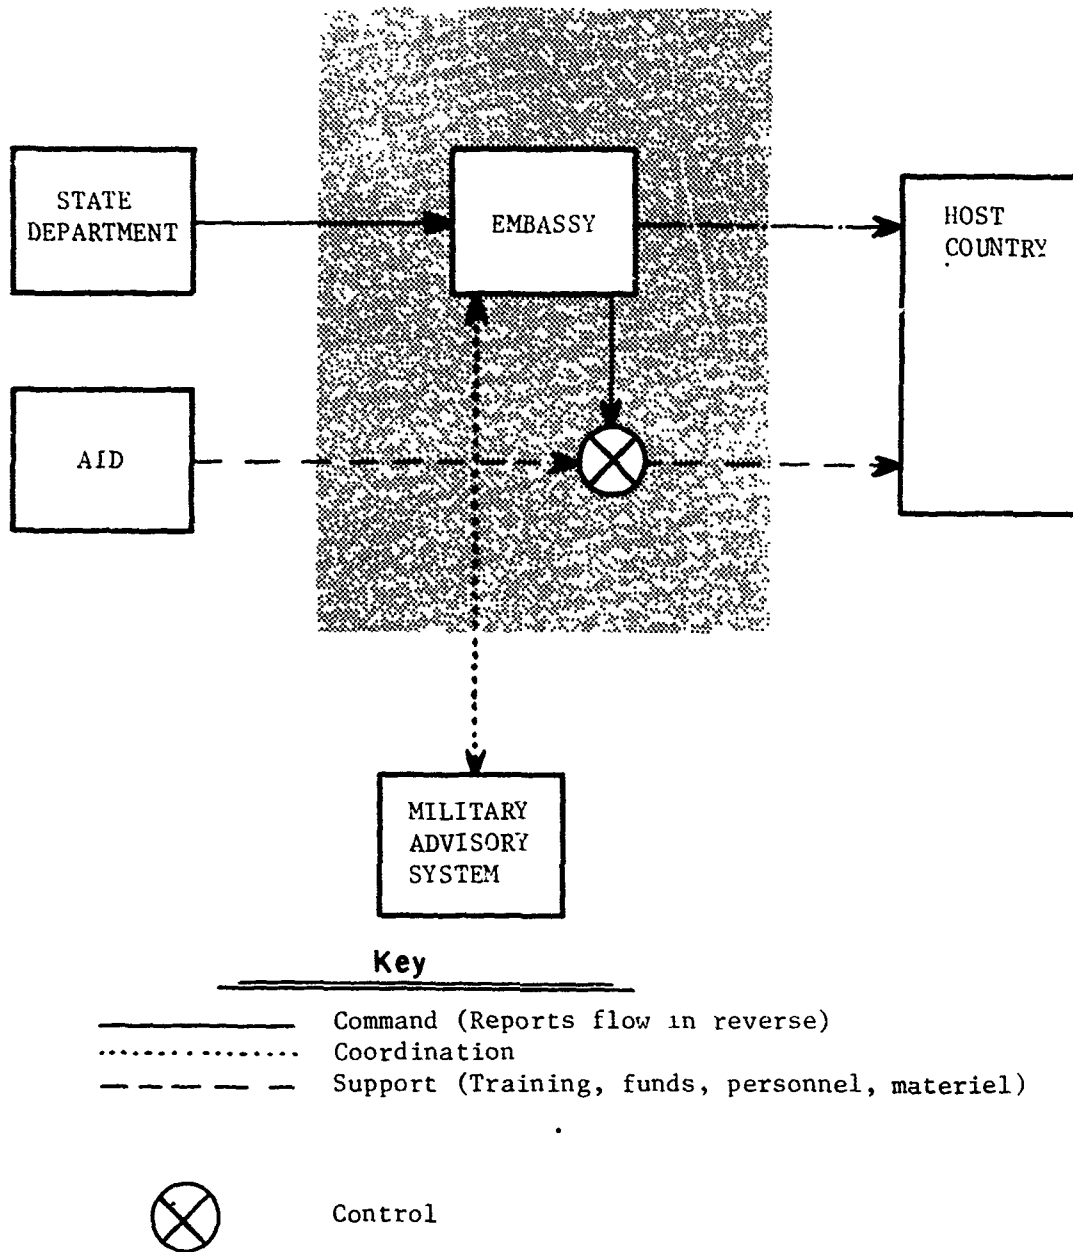 STATE
DEPARTMENT
EMBASSY
HOST
COUNTRY
AID
MILITARY
ADVISORY
SYSTEM
Key
Command (Reports flow in reverse)
Coordination
Support (Training, funds, personnel, materiel)
Control